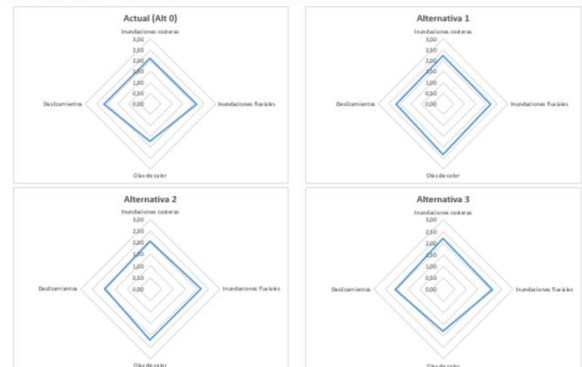 Actual (Alt 0)
Inundaciones costeras
3,00
2,50
2,00
1,50
1,00
0,50
0,00
Deslizamientos
Inundaciones fluviales
Olas de calor
Alternativa 1
Inundaciones costeras
3,00
2,50
2,00
1,50
1,00
0,50
0,00
Deslizamientos
Inundaciones fluviales
Olas de calor
Alternativa 2
Inundaciones costeras
3,00
2,50
2,00
1,50
1,00
0,50
0,00
Deslizamientos
Inundaciones fluviales
Olas de calor
Alternativa 3
Inundaciones costeras
3,00
2,50
2,00
1,50
1,00
0,50
0,00
Deslizamientos
Inundaciones fluviales
Olas de calor